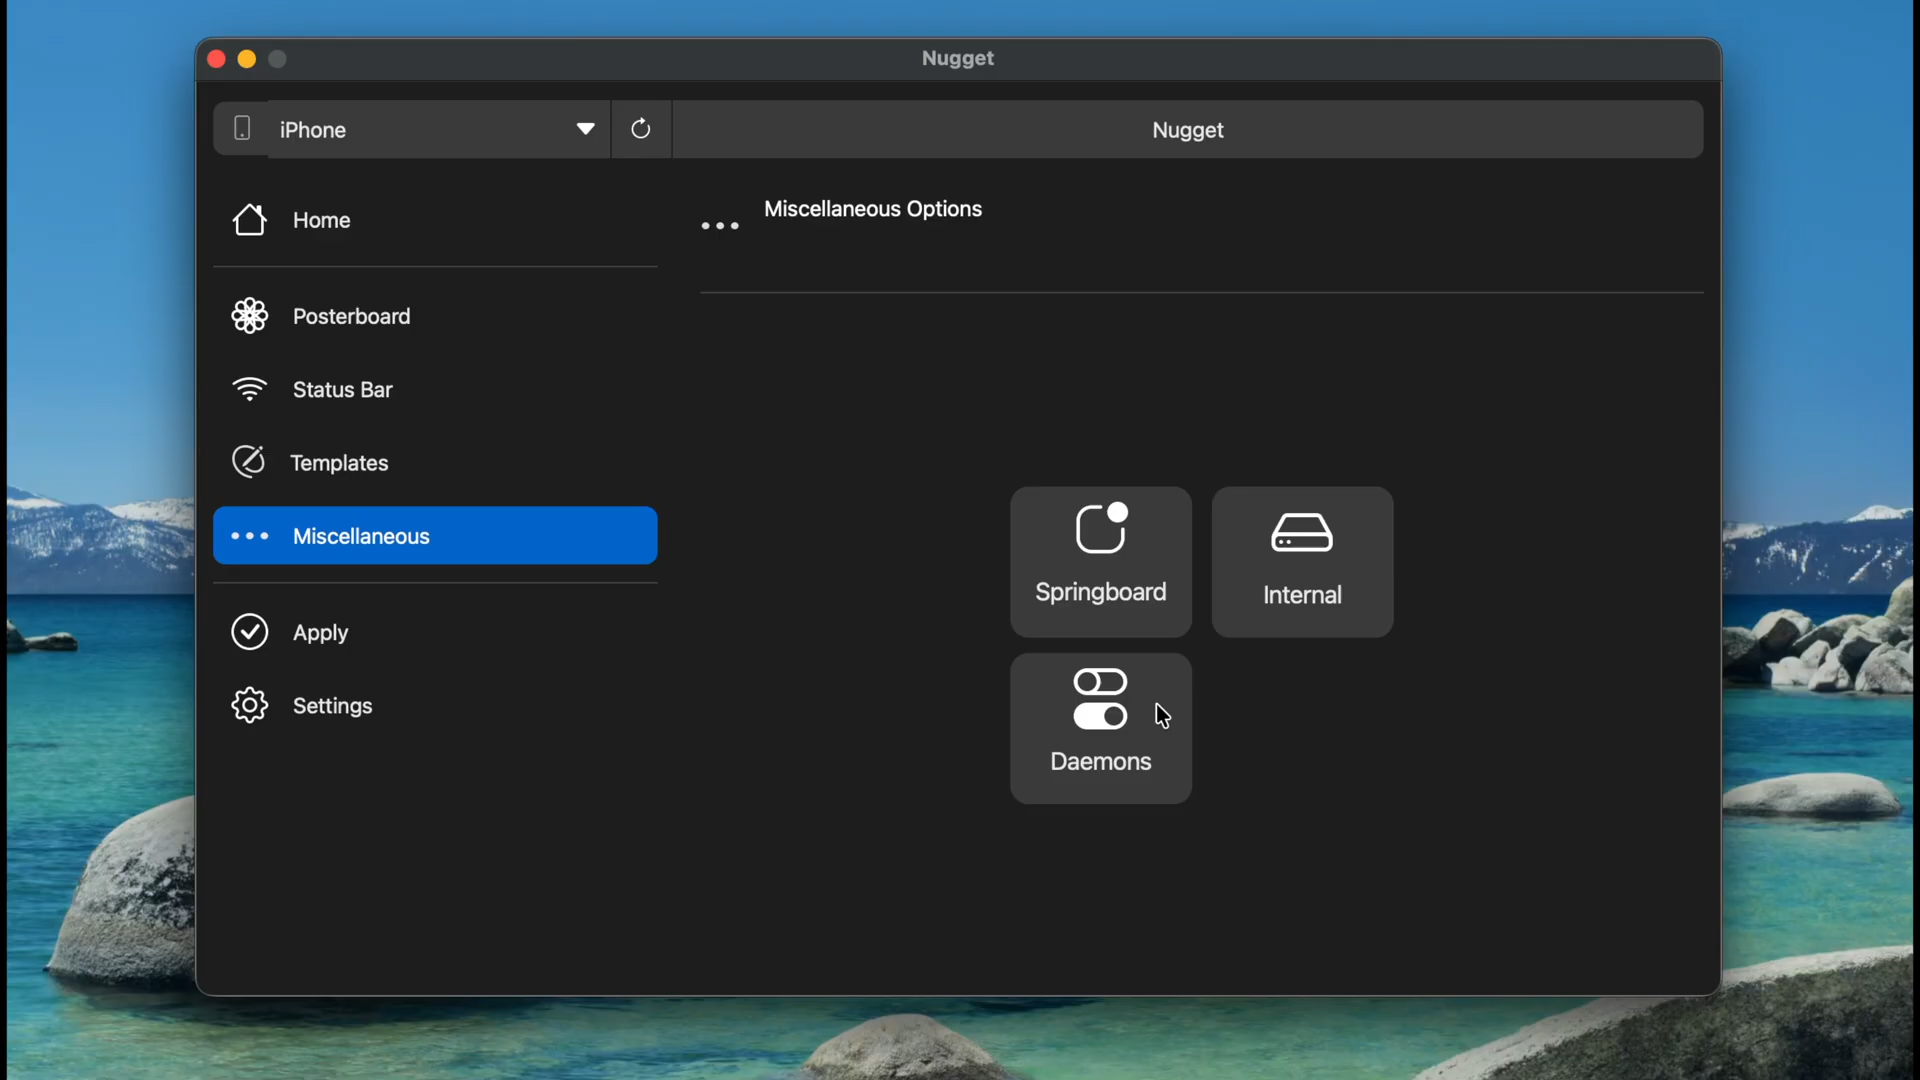 Nugget
iPhone
Nugget
Home
Posterboard
Status Bar
Templates
Miscellaneous
Apply
Settings
Miscellaneous Options
Springboard
Internal
Daemons